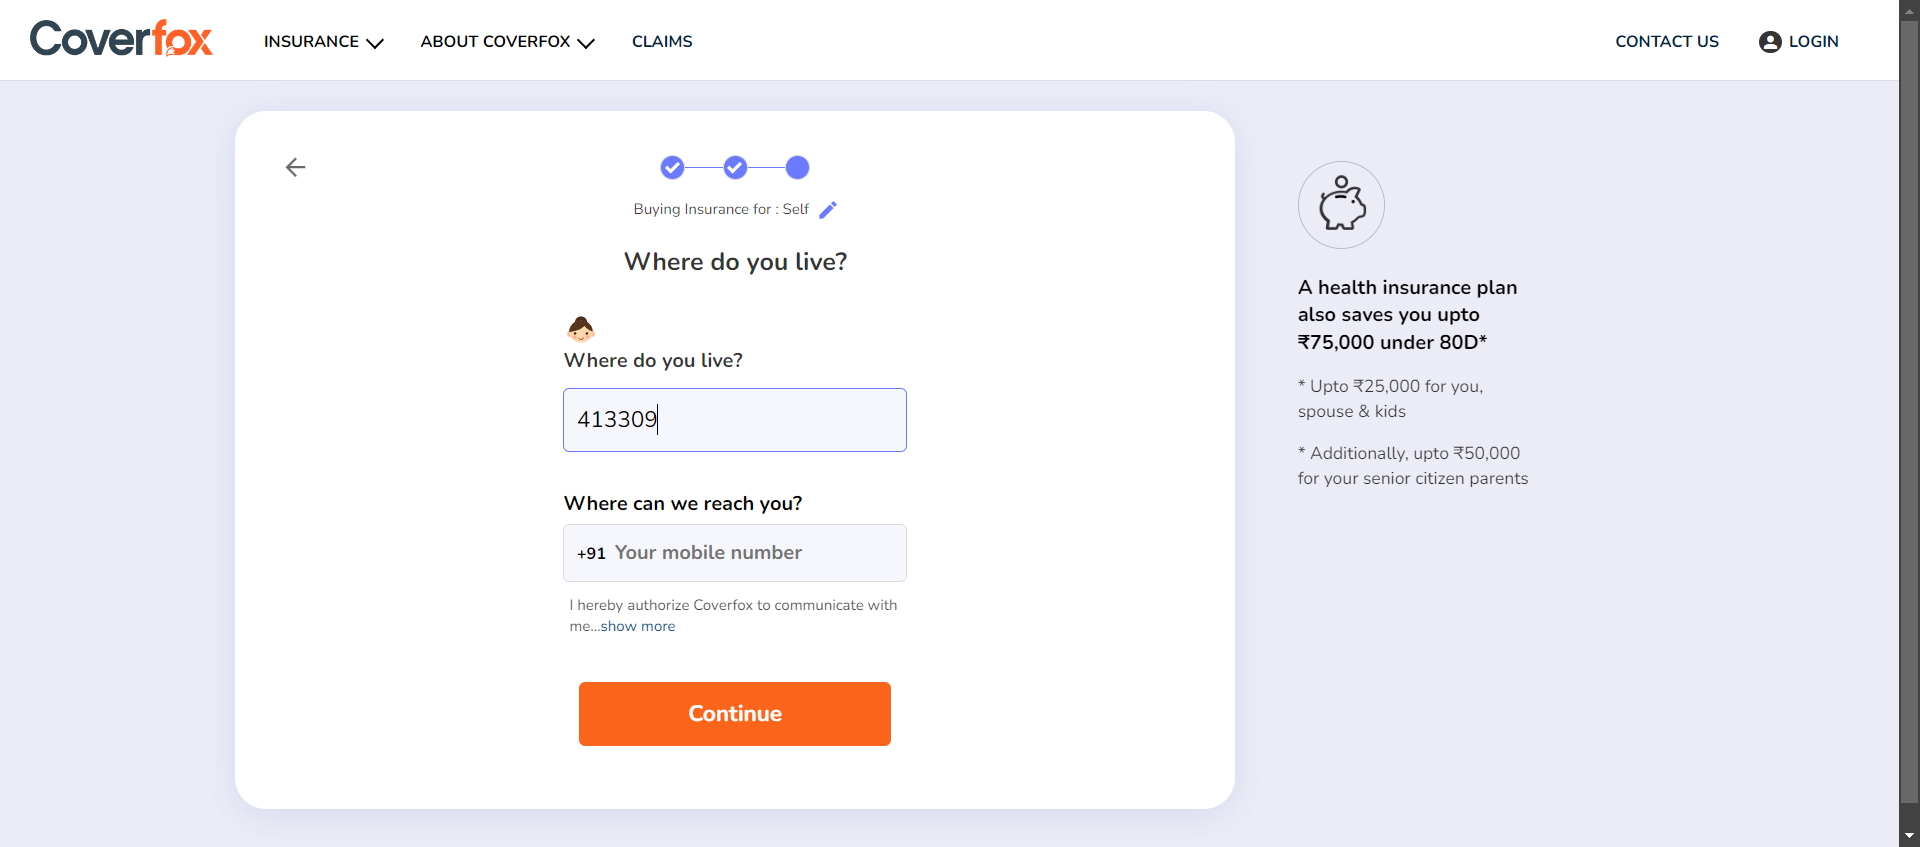 Coverfox
INSURANCE
ABOUT COVERFOX
CLAIMS
CONTACT US
LOGIN
Buying Insurance for : Self
Where do you live?
Where do you live?
413309
Where can we reach you?
+91 Your mobile number
I hereby authorize Coverfox to communicate with
me...show more
Continue
A health insurance plan
also saves you upto
₹75,000 under 80D*
* Upto ₹25,000 for you,
spouse & kids
* Additionally, upto ₹50,000
for your senior citizen parents